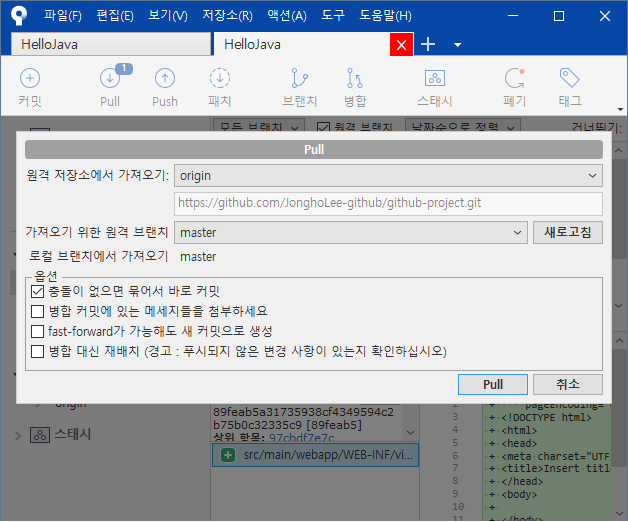 파일(F) 편집(E) 보기(V) 저장소(R) 액션(A) 도구 도움말(H)
HelloJava HelloJava
1
커밋 Pull Push 패치 브랜치 병합 스태시 폐기 태그
모든 브랜치 원격 브랜치 날짜순으로 정렬 건너뛰기:
Pull
원격 저장소에서 가져오기: origin
https://github.com/JonghoLee-github/github-project.git
가져오기 위한 원격 브랜치 master 새로고침
로컬 브랜치에서 가져오기 master
옵션
충돌이 없으면 묶어서 바로 커밋
병합 커밋에 있는 메세지들을 첨부하세요
fast-forward가 가능해도 새 커밋으로 생성
병합 대신 재배치 (경고 : 푸시되지 않은 변경 사항이 있는지 확인하십시오)
Pull 취소
origin
스태시
89feab5a31735938cf4349594c2
b75b0c32335c9 [89feab5]
상위 항목: 97cbdf7e7c
src/main/webapp/WEB-INF/vi...
pageEncoding=
3 + <!DOCTYPE html>
4 + <html>
5 + <head>
6 + <meta charset="UTF
7 + <title>Insert titl
8 + </head>
9 + <body>
10 +
11 + </body>